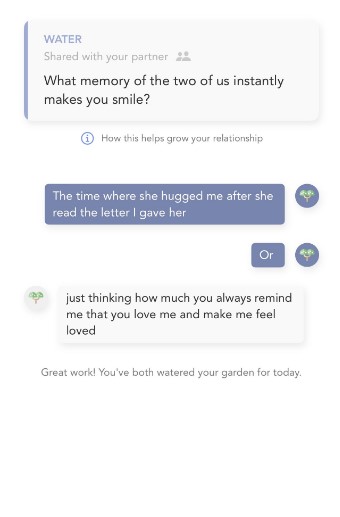 WATER
Shared with your partner
What memory of the two of us instantly
makes you smile?
How this helps grow your relationship
The time where she hugged me after she
read the letter I gave her
Or
just thinking how much you always remind
me that you love me and make me feel
loved
Great work! You've both watered your garden for today.